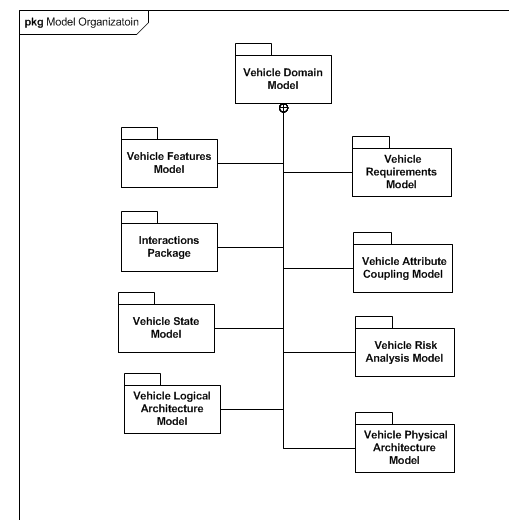 pkg Model Organizatoin
Vehicle Domain
Model
Vehicle Features
Model
Vehicle
Requirements
Model
Interactions
Package
Vehicle Attribute
Coupling Model
Vehicle State
Model
Vehicle Risk
Analysis Model
Vehicle Logical
Architecture
Model
Vehicle Physical
Architecture
Model